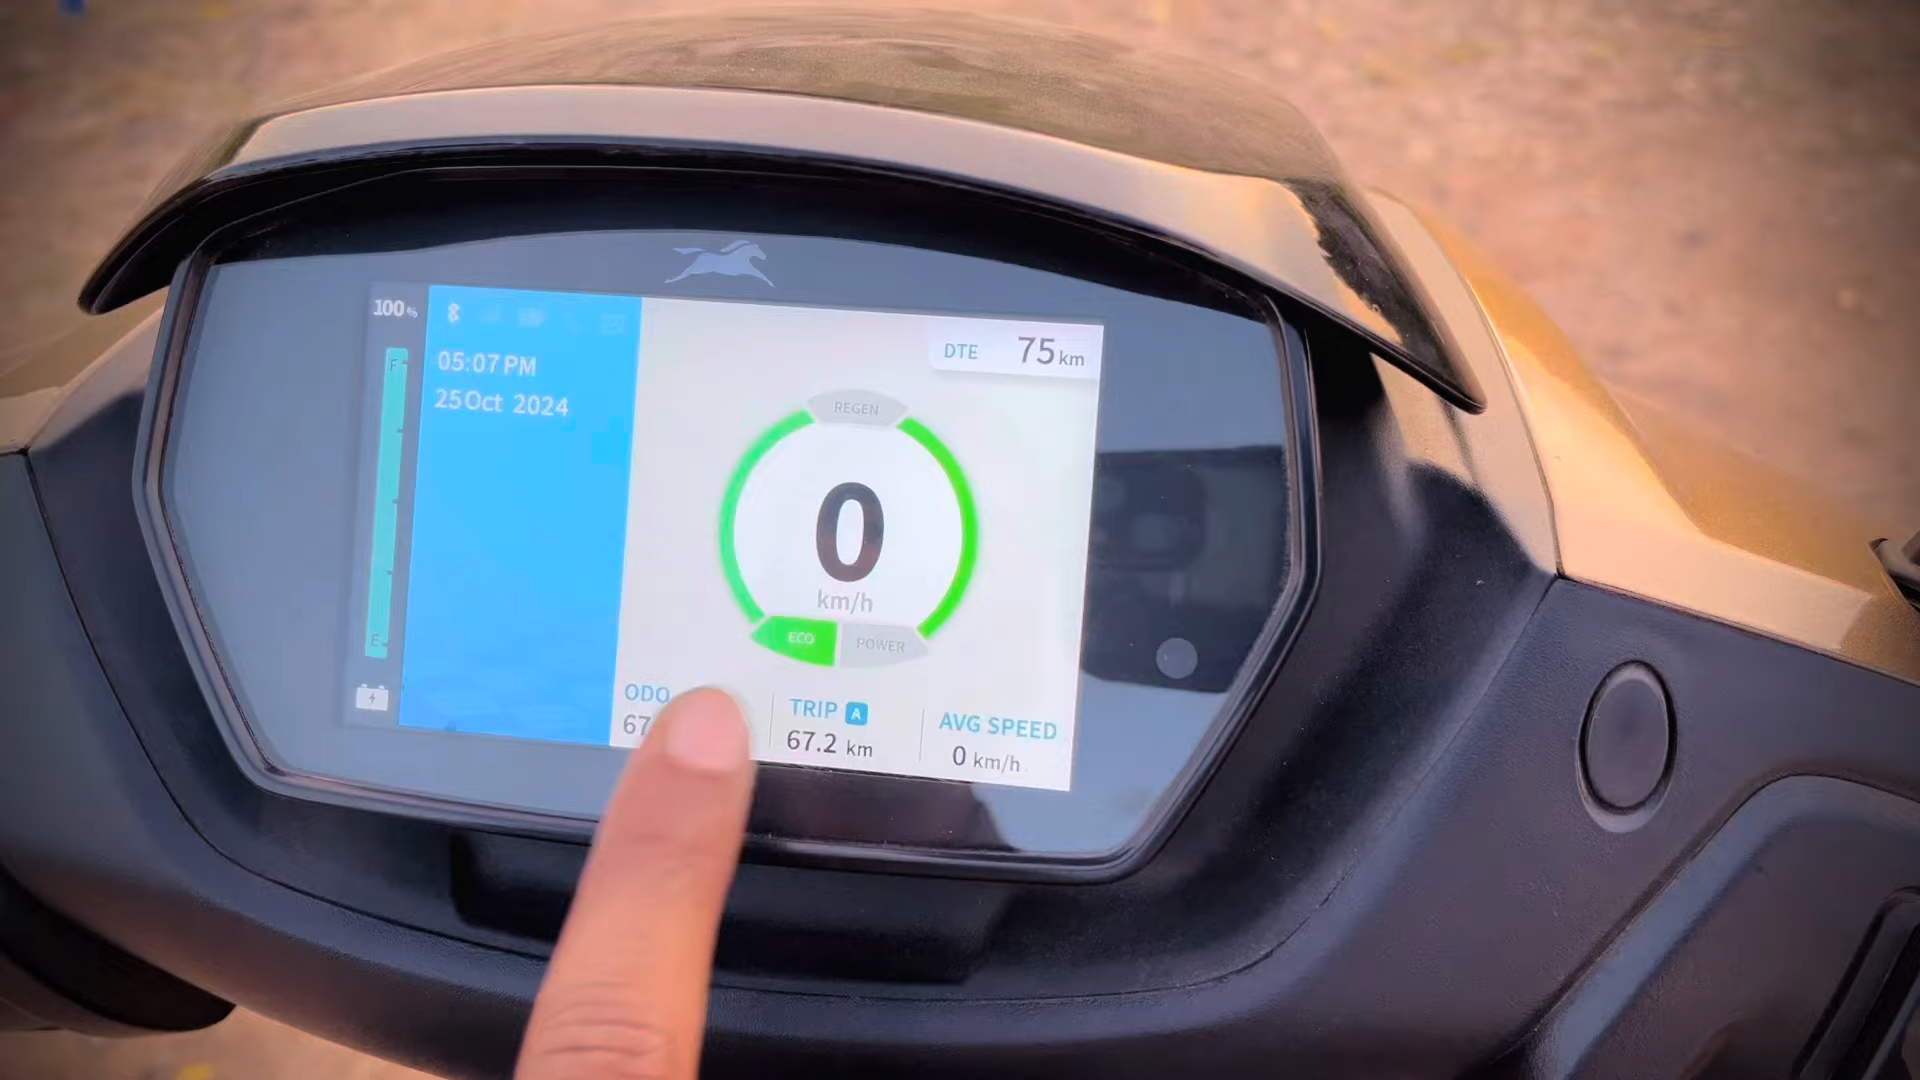 100%
F
E
05:07 PM
25 Oct 2024
DTE 75 km
REGEN
0
km/h
ECO POWER
ODO
67
TRIP A
67.2 km
AVG SPEED
0 km/h